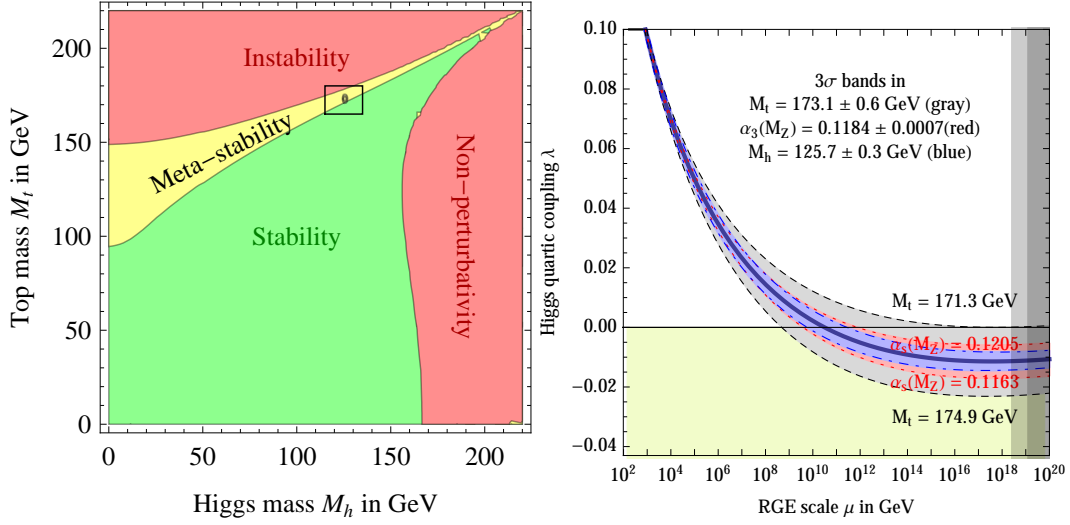 Instability
Meta−stability
Stability
Non−perturbativity
Top mass M_t in GeV
200
150
100
50
0
0 50 100 150 200
Higgs mass M_h in GeV
3σ bands in
M_t = 173.1 ± 0.6 GeV (gray)
α_3(M_Z) = 0.1184 ± 0.0007(red)
M_h = 125.7 ± 0.3 GeV (blue)
M_t = 171.3 GeV
α_s(M_Z) = 0.1205
α_s(M_Z) = 0.1163
M_t = 174.9 GeV
Higgs quartic coupling λ
0.10
0.08
0.06
0.04
0.02
0.00
−0.02
−0.04
10^2 10^4 10^6 10^8 10^10 10^12 10^14 10^16 10^18 10^20
RGE scale μ in GeV